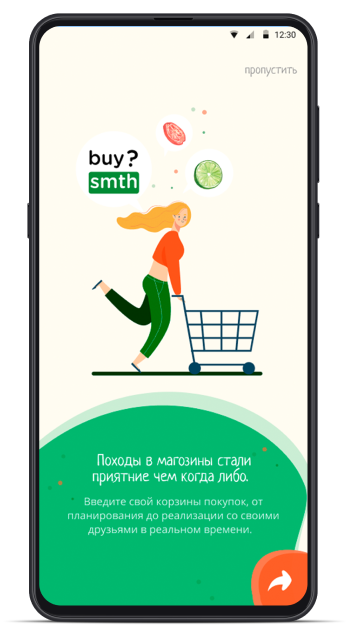 12:30
пропустить
buy?
smth
Походы в магозины стали
приятние чем когда либо.
Введите свой корзины покупок, от
планирования до реализации со своими
друзьями в реальном времени.